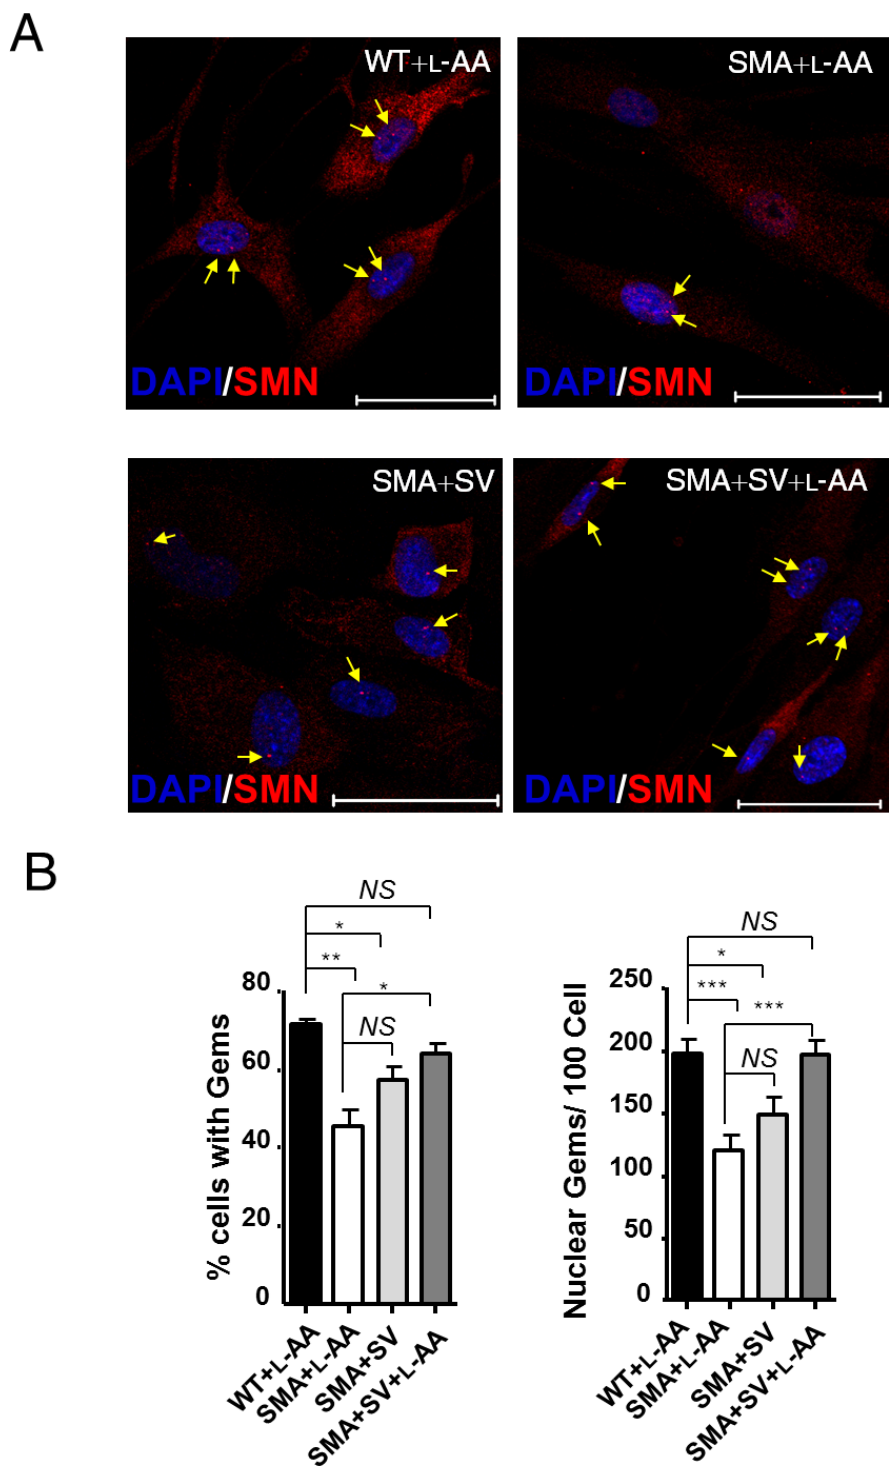 A
WT+L-AA
DAPI/SMN
SMA+L-AA
DAPI/SMN
SMA+SV
DAPI/SMN
SMA+SV+L-AA
DAPI/SMN
B
NS
*
**
*
NS
80
60
40
20
0
% cells with Gems
WT+L-AA
SMA+L-AA
SMA+SV
SMA+SV+L-AA
NS
*
***
***
NS
250
200
150
100
50
0
Nuclear Gems/ 100 Cell
WT+L-AA
SMA+L-AA
SMA+SV
SMA+SV+L-AA